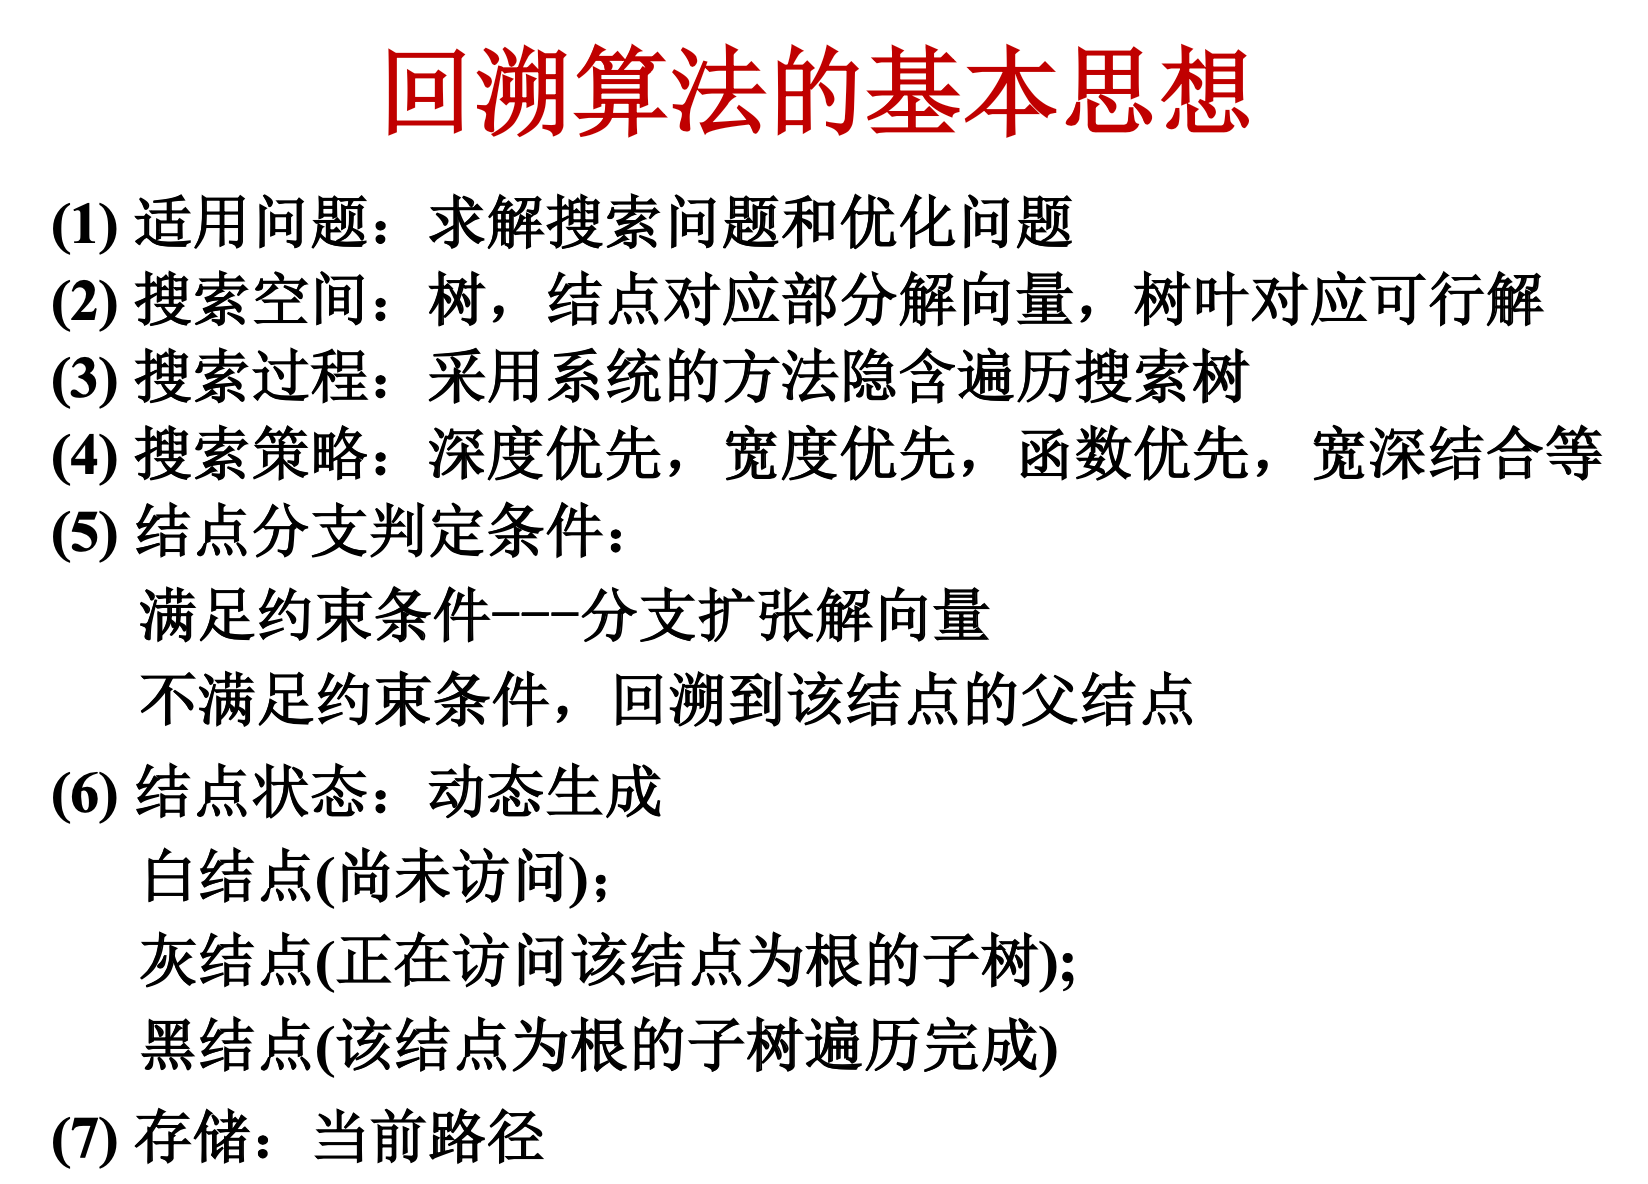 回溯算法的基本思想
(1) 适用问题：求解搜索问题和优化问题
(2) 搜索空间：树，结点对应部分解向量，树叶对应可行解
(3) 搜索过程：采用系统的方法隐含遍历搜索树
(4) 搜索策略：深度优先，宽度优先，函数优先，宽深结合等
(5) 结点分支判定条件：
满足约束条件---分支扩张解向量
不满足约束条件，回溯到该结点的父结点
(6) 结点状态：动态生成
白结点(尚未访问)；
灰结点(正在访问该结点为根的子树);
黑结点(该结点为根的子树遍历完成)
(7) 存储：当前路径